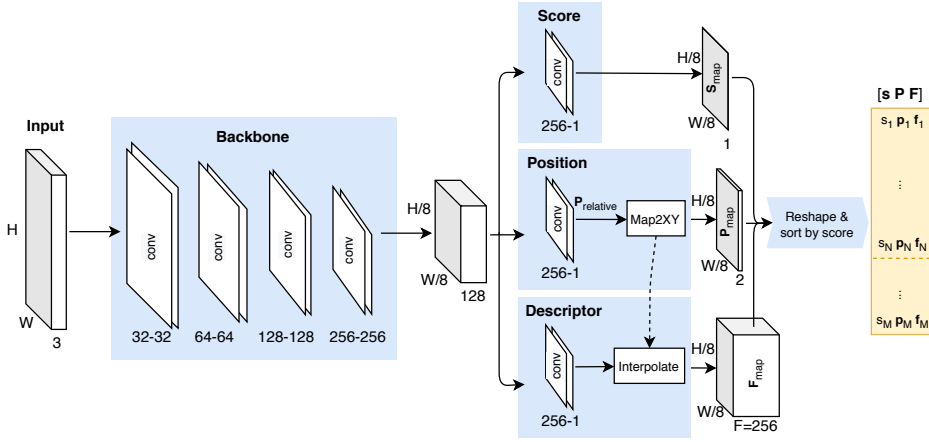 Input
H
W
3
Backbone
conv
conv
conv
conv
32-32
64-64
128-128
256-256
H/8
W/8
128
Score
conv
256-1
H/8
S_map
W/8
1
Position
conv
P_relative
Map2XY
256-1
H/8
P_map
W/8
2
Descriptor
conv
Interpolate
256-1
H/8
F_map
W/8
F=256
Reshape &
sort by score
[s P F]
s_1 p_1 f_1
...
s_N p_N f_N
...
s_M p_M f_M